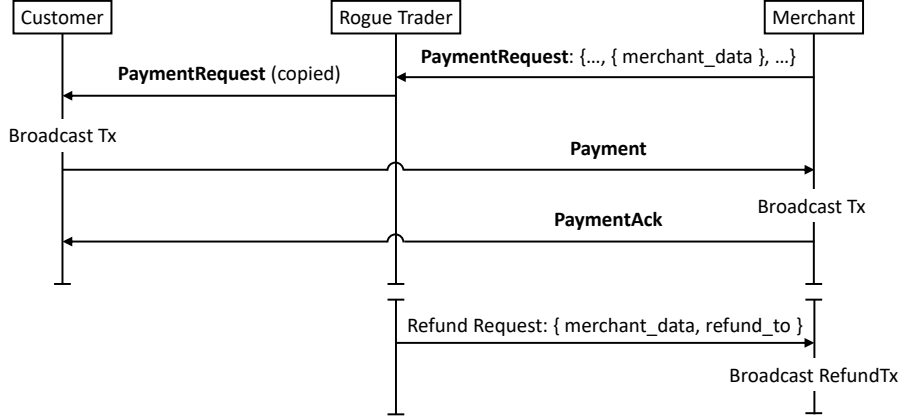 Customer
Rogue Trader
Merchant
PaymentRequest: {…, { merchant_data }, …}
PaymentRequest (copied)
Broadcast Tx
Payment
Broadcast Tx
PaymentAck
Refund Request: { merchant_data, refund_to }
Broadcast RefundTx